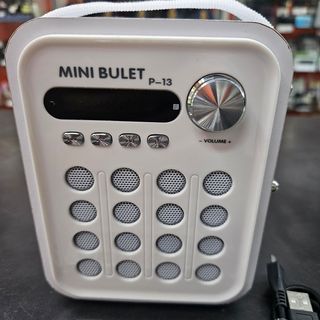 MINI BULET
P-13
- VOLUME +